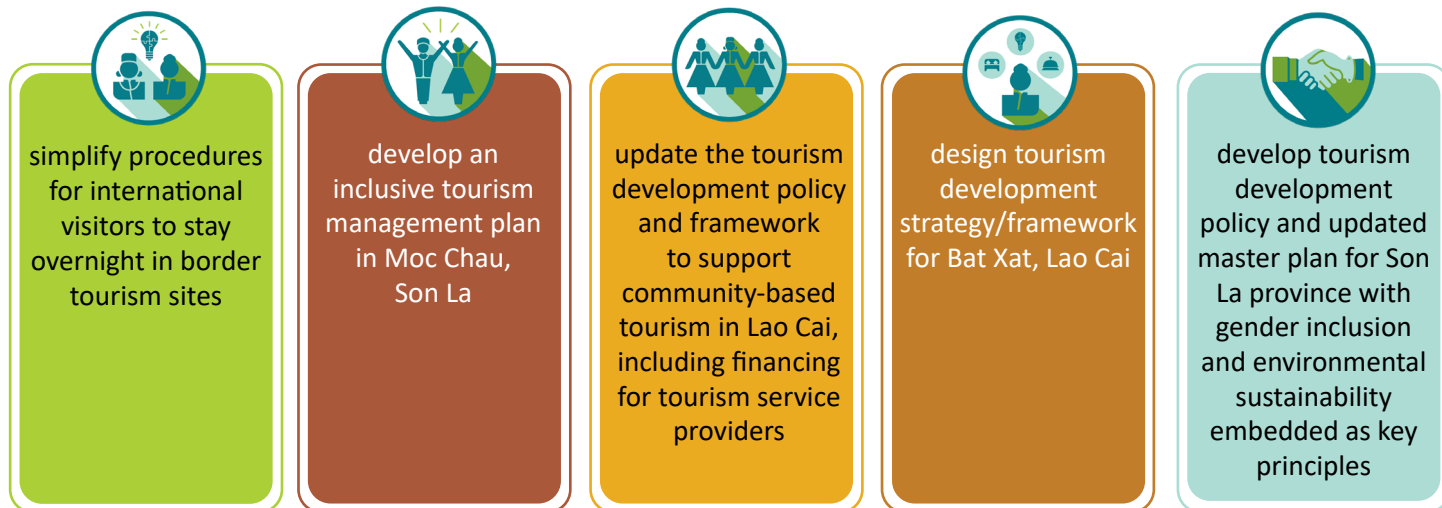 simplify procedures
for international
visitors to stay
overnight in border
tourism sites
develop an
inclusive tourism
management plan
in Moc Chau,
Son La
update the tourism
development policy
and framework
to support
community-based
tourism in Lao Cai,
including financing
for tourism service
providers
design tourism
development
strategy/framework
for Bat Xat, Lao Cai
develop tourism
development
policy and updated
master plan for Son
La province with
gender inclusion
and environmental
sustainability
embedded as key
principles